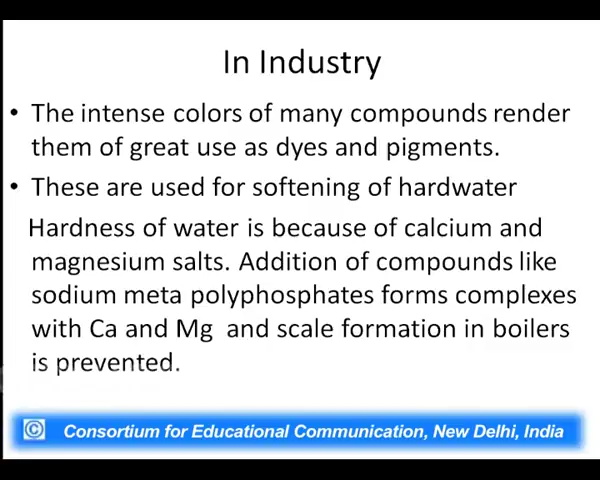 In Industry
• The intense colors of many compounds render
them of great use as dyes and pigments.
• These are used for softening of hardwater
Hardness of water is because of calcium and
magnesium salts. Addition of compounds like
sodium meta polyphosphates forms complexes
with Ca and Mg and scale formation in boilers
is prevented.
© Consortium for Educational Communication, New Delhi, India